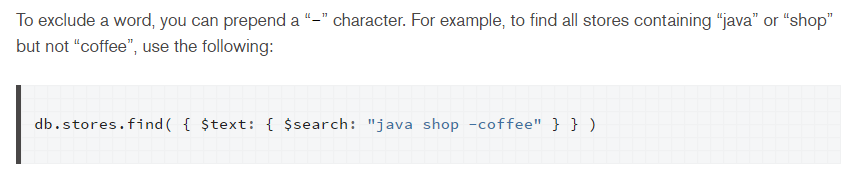 To exclude a word, you can prepend a “-” character. For example, to find all stores containing “java” or “shop”
but not “coffee”, use the following:
db.stores.find( { $text: { $search: "java shop -coffee" } } )